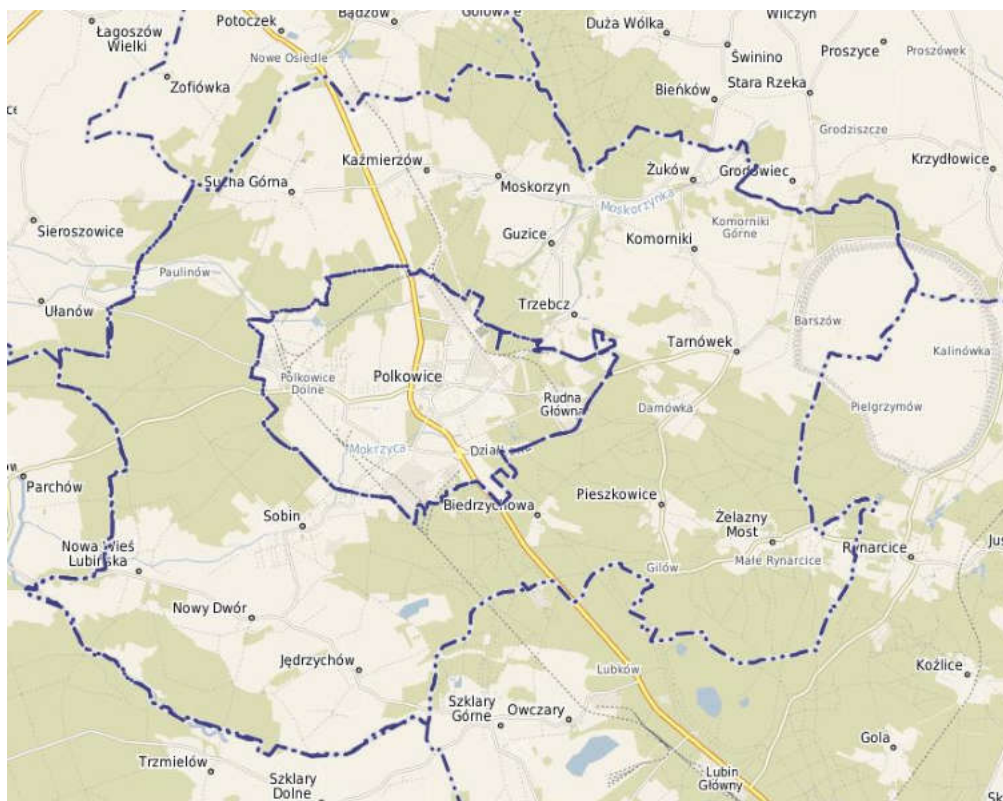 Łagoszów
Wielki
Potoczek
Bądzów
Duża Wólka
Wilczyn
Świnino
Proszyce
Proszówek
Nowe Osiedle
Zofiówka
Bieńków
Stara Rzeka
Grodziszcze
Kaźmierzów
Sucha Górna
Moskorzyn
Żuków
Grodowiec
Krzydłowice
Moskorzynka
Sieroszowice
Guzice
Komorniki
Komorniki
Górne
Paulinów
Ułanów
Trzebcz
Barszów
Tarnówek
Kalinówka
Polkowice
Polkowice
Dolne
Rudna
Główna
Damówka
Pielgrzymów
Mokrzyca
Parchów
Biedrzychowa
Pieszkowice
Sobin
Żelazny
Most
Nowa Wieś
Lubińska
Małe Rynarcice
Rynarcice
Gilów
Nowy Dwór
Jędrzychów
Lubków
Koźlice
Szklary
Górne
Owczary
Gola
Trzmielów
Szklary
Dolne
Lubin
Główny